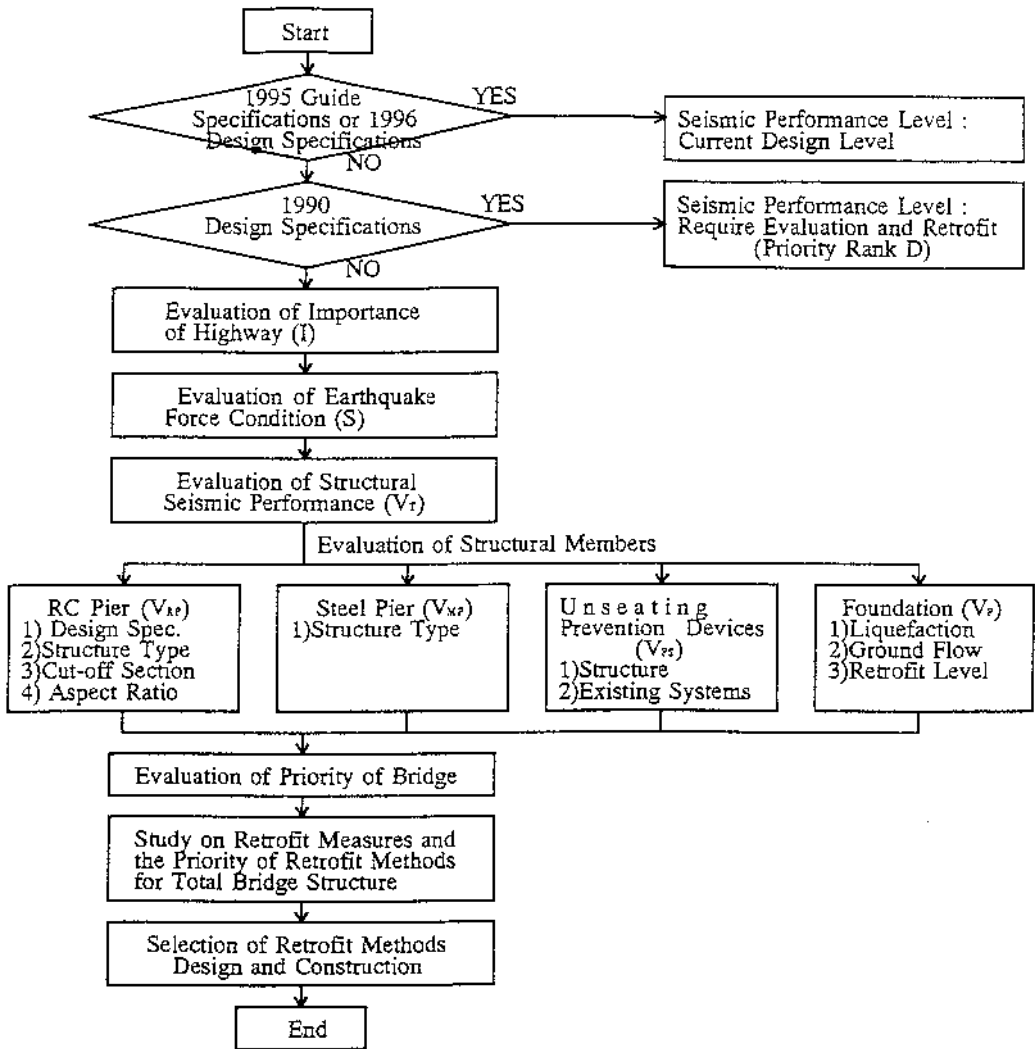 Start
1995 Guide
Specifications or 1996
Design Specifications
YES
Seismic Performance Level :
Current Design Level
NO
1990
Design Specifications
YES
Seismic Performance Level :
Require Evaluation and Retrofit
(Priority Rank D)
NO
Evaluation of Importance
of Highway (I)
Evaluation of Earthquake
Force Condition (S)
Evaluation of Structural
Seismic Performance (VT)
Evaluation of Structural Members
RC Pier (VRP)
1) Design Spec.
2)Structure Type
3)Cut-off Section
4) Aspect Ratio
Steel Pier (VMP)
1)Structure Type
Unseating
Prevention Devices
(VFS)
1)Structure
2)Existing Systems
Foundation (VF)
1)Liquefaction
2)Ground Flow
3)Retrofit Level
Evaluation of Priority of Bridge
Study on Retrofit Measures and
the Priority of Retrofit Methods
for Total Bridge Structure
Selection of Retrofit Methods
Design and Construction
End